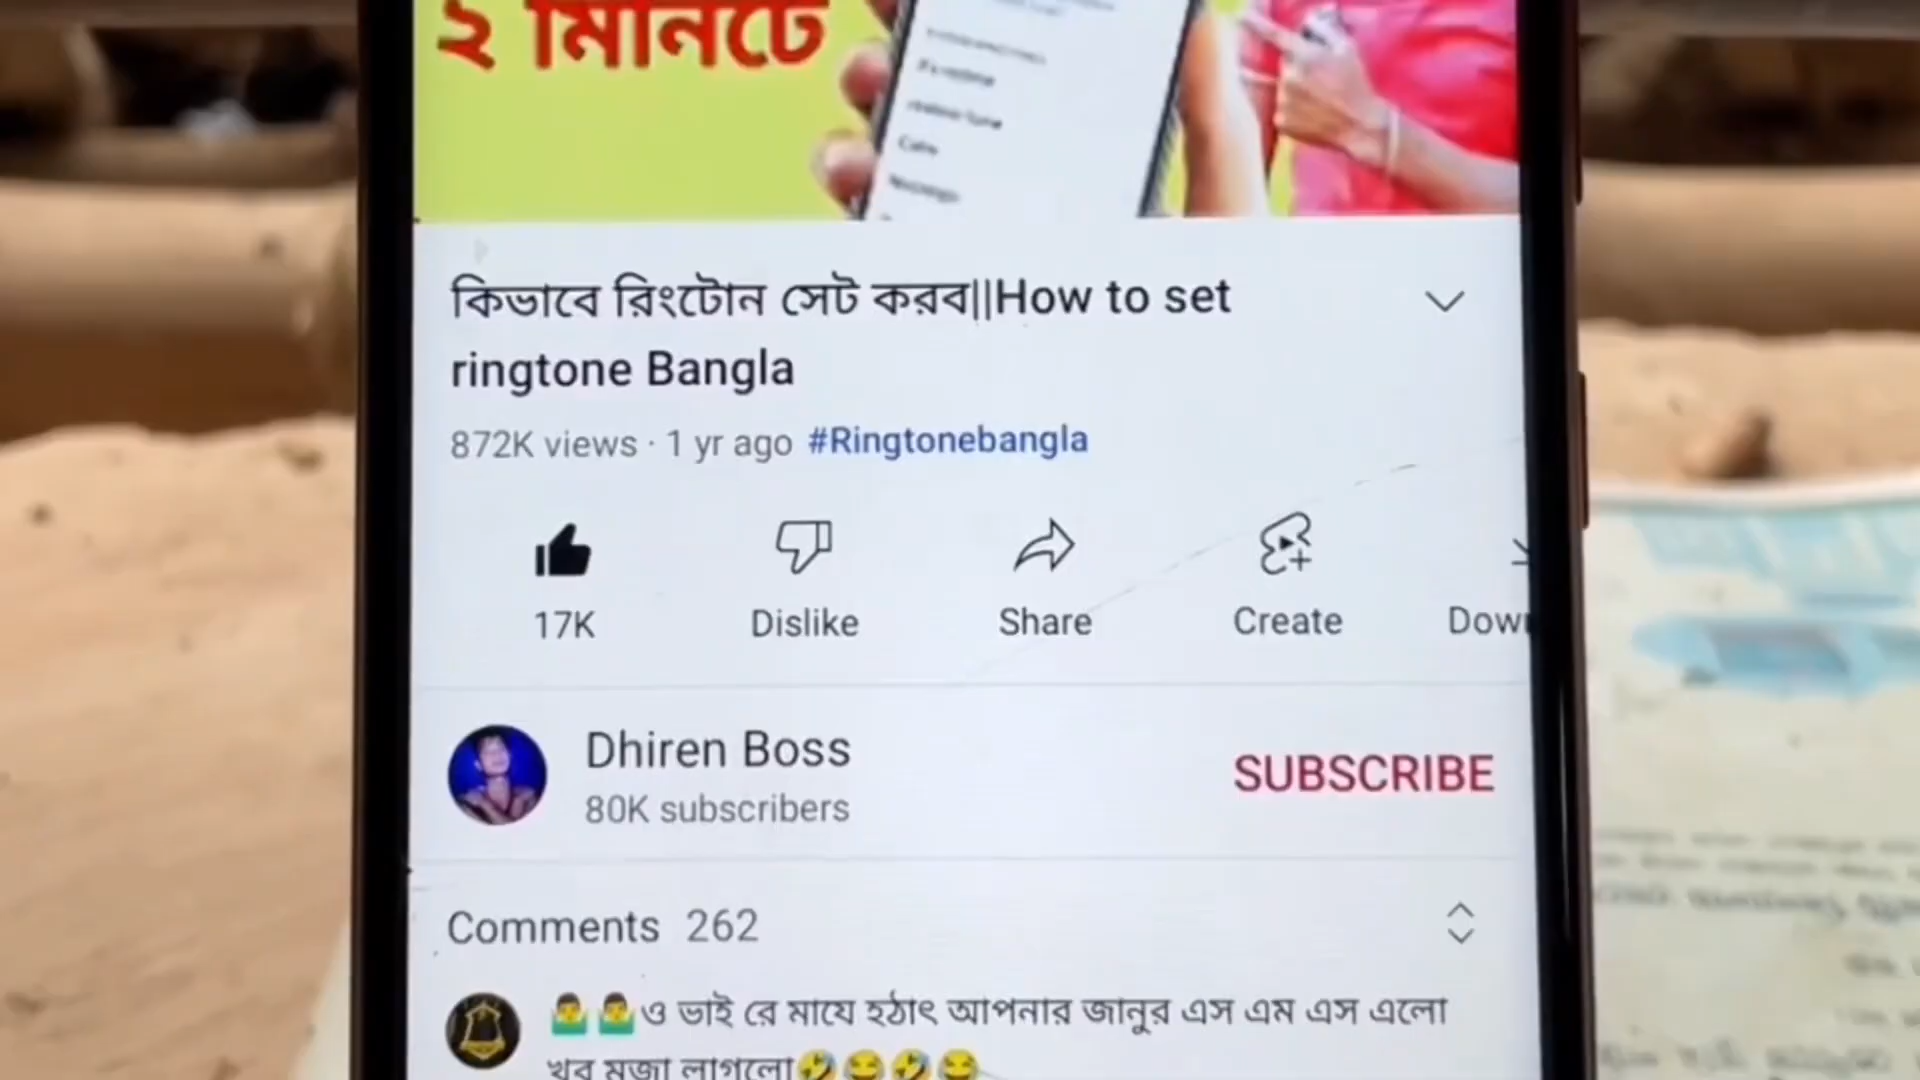 ২ মিনিটে
কিভাবে রিংটোন সেট করব||How to set
ringtone Bangla
872K views · 1 yr ago #Ringtonebangla
17K
Dislike
Share
Create
Down
Dhiren Boss
80K subscribers
SUBSCRIBE
Comments 262
🤷‍♂️🤷‍♂️ও ভাই রে মাযে হঠাৎ আপনার জানুর এস এম এস এলো
খুব মজা লাগলো🤣😂🤣😂